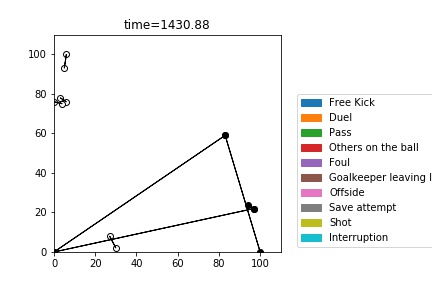 time=1430.88
100
80
60
40
20
0
0 20 40 60 80 100
Free Kick
Duel
Pass
Others on the ball
Foul
Goalkeeper leaving
Offside
Save attempt
Shot
Interruption